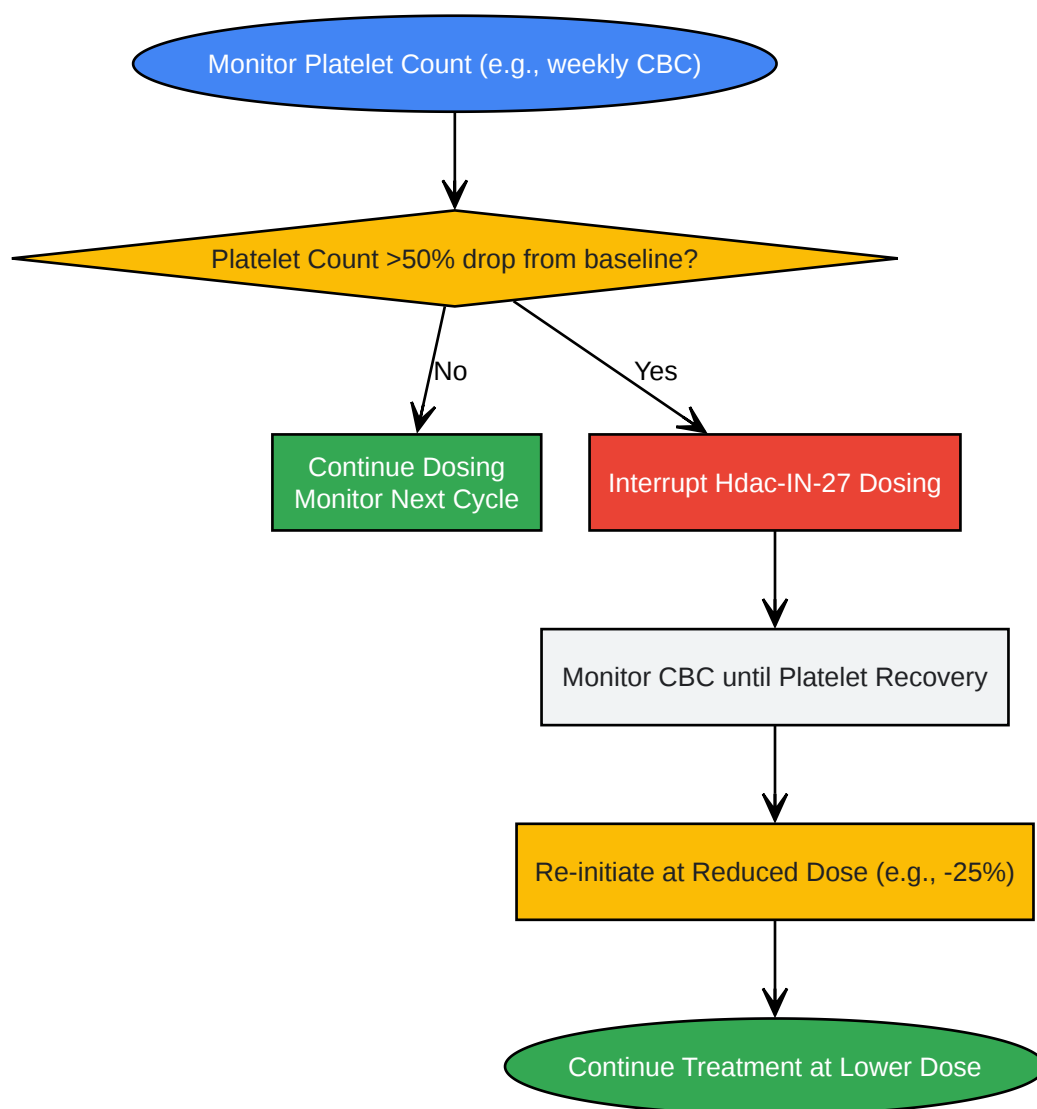 Monitor Platelet Count (e.g., weekly CBC)
Platelet Count >50% drop from baseline?
No
Yes
Continue Dosing
Monitor Next Cycle
Interrupt Hdac-IN-27 Dosing
Monitor CBC until Platelet Recovery
Re-initiate at Reduced Dose (e.g., -25%)
Continue Treatment at Lower Dose